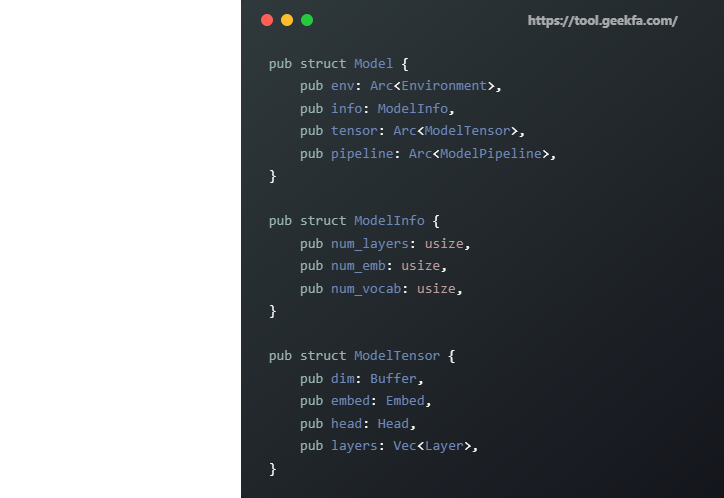 https://tool.geekfa.com/
pub struct Model {
    pub env: Arc<Environment>,
    pub info: ModelInfo,
    pub tensor: Arc<ModelTensor>,
    pub pipeline: Arc<ModelPipeline>,
}

pub struct ModelInfo {
    pub num_layers: usize,
    pub num_emb: usize,
    pub num_vocab: usize,
}

pub struct ModelTensor {
    pub dim: Buffer,
    pub embed: Embed,
    pub head: Head,
    pub layers: Vec<Layer>,
}